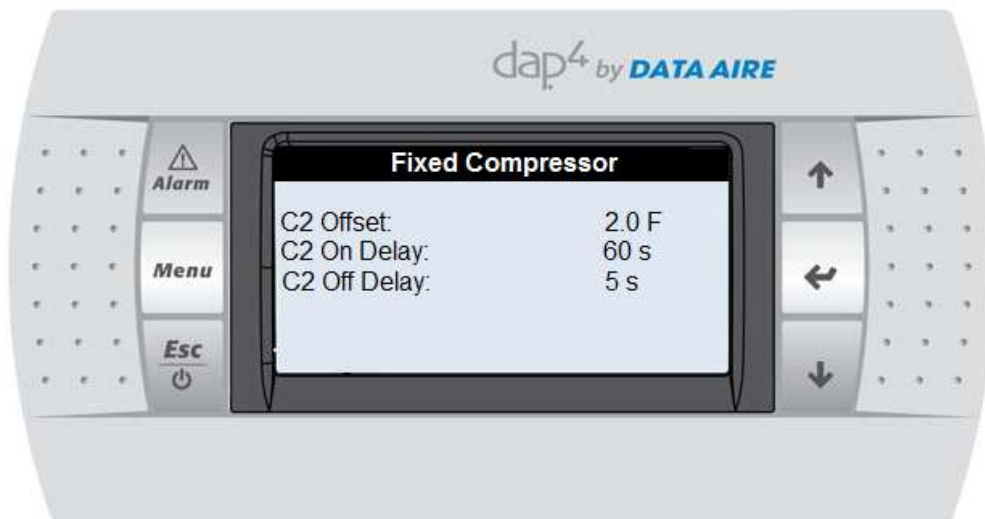 dap4 by DATA AIRE
Alarm
Menu
Esc
Fixed Compressor
C2 Offset: 2.0 F
C2 On Delay: 60 s
C2 Off Delay: 5 s